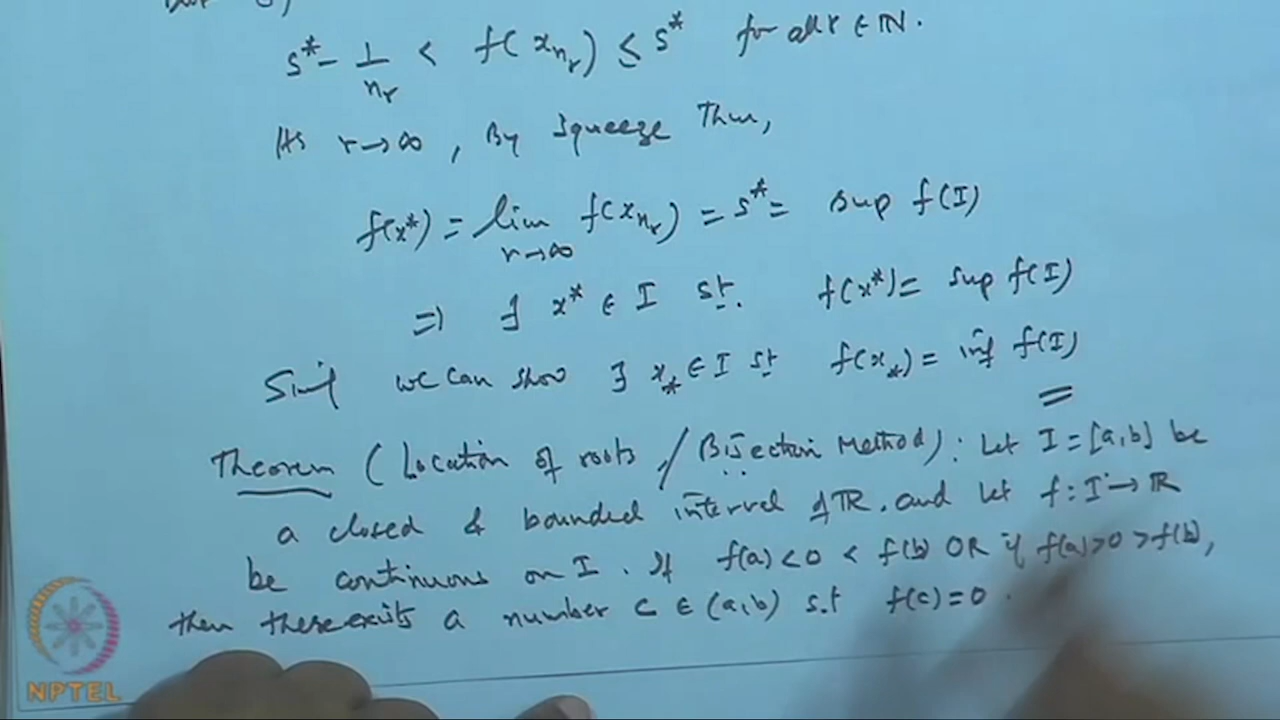 s* - 1/n_r < f(x_{n_r}) ≤ s* for all r ∈ ℕ.
As r→∞, By Squeeze Thm,
f(x*) = lim_{r→∞} f(x_{n_r}) = s* = sup f(I)
⇒ ∃ x* ∈ I st. f(x*) = sup f(I)
we can show ∃ x_* ∈ I st f(x_*) = inf f(I)
Theorem (Location of roots / Bisection Method): Let I = [a,b] be
a closed & bounded interval of ℝ, and let f: I → ℝ
be continuous on I. If f(a) < 0 < f(b) OR if f(a) > 0 > f(b),
then there exists a number c ∈ (a,b) s.t f(c) = 0.
NPTEL